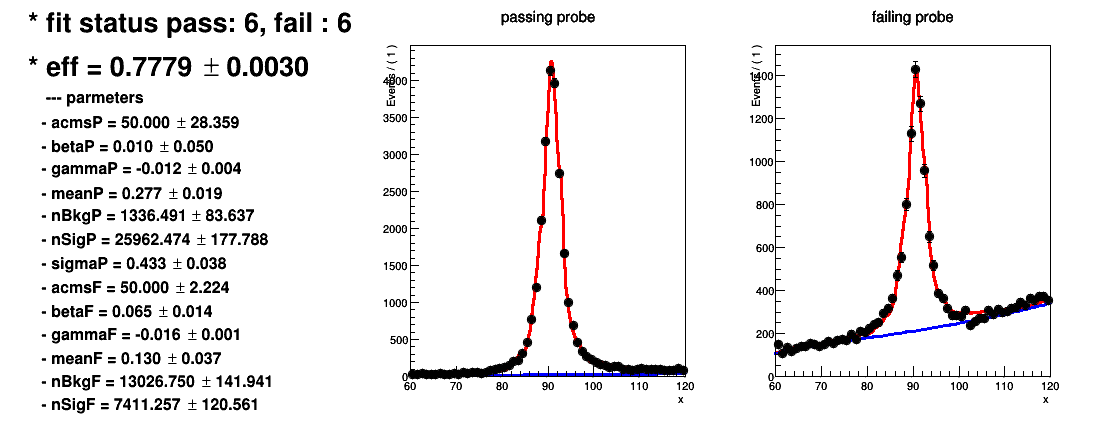 * fit status pass: 6, fail : 6
* eff = 0.7779 ± 0.0030
--- parmeters
- acmsP = 50.000 ± 28.359
- betaP = 0.010 ± 0.050
- gammaP = -0.012 ± 0.004
- meanP = 0.277 ± 0.019
- nBkgP = 1336.491 ± 83.637
- nSigP = 25962.474 ± 177.788
- sigmaP = 0.433 ± 0.038
- acmsF = 50.000 ± 2.224
- betaF = 0.065 ± 0.014
- gammaF = -0.016 ± 0.001
- meanF = 0.130 ± 0.037
- nBkgF = 13026.750 ± 141.941
- nSigF = 7411.257 ± 120.561
passing probe
Events / ( 1 )
4000
3500
3000
2500
2000
1500
1000
500
0
60 70 80 90 100 110 120
x
failing probe
Events / ( 1 )
1400
1200
1000
800
600
400
200
0
60 70 80 90 100 110 120
x